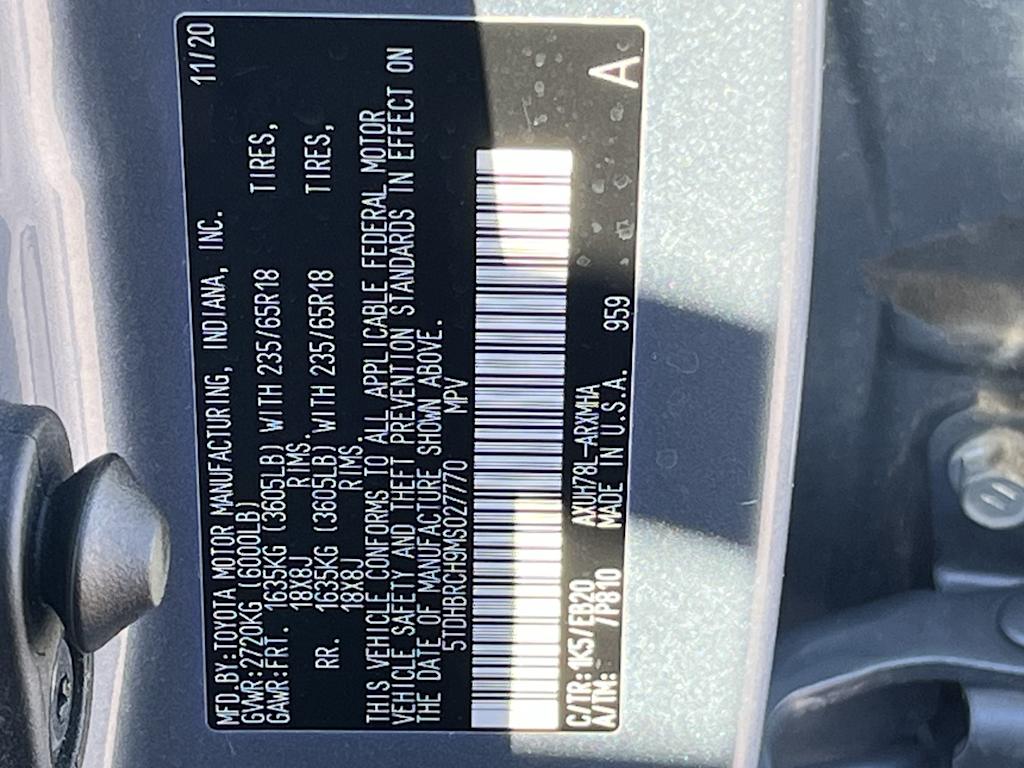 MFD.BY:TOYOTA MOTOR MANUFACTURING, INDIANA, INC. 11/20
GVWR:2720KG (6000LB)
GAWR:FRT. 1635KG (3605LB) WITH 235/65R18 TIRES,
18X8J RIMS.
RR. 1635KG (3605LB) WITH 235/65R18 TIRES,
18X8J RIMS.
THIS VEHICLE CONFORMS TO ALL APPLICABLE FEDERAL MOTOR
VEHICLE SAFETY AND THEFT PREVENTION STANDARDS IN EFFECT ON
THE DATE OF MANUFACTURE SHOWN ABOVE.
5TDHBRCH9MS027770 MPV
C/TR:1K5/EB20 AXUH78L-ARXMHA
A/TM:- /P810 MADE IN U.S.A. 959 A